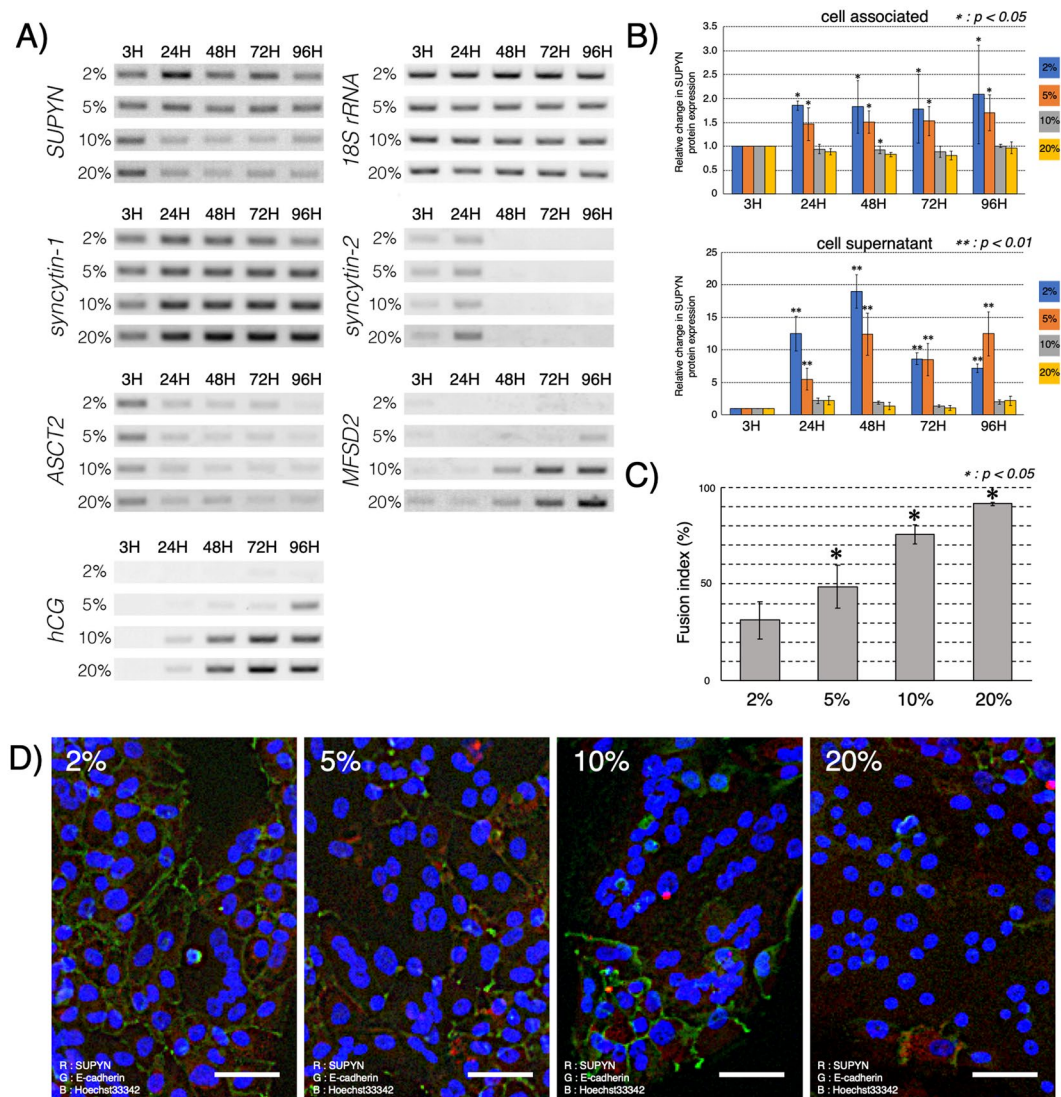 A)
3H 24H 48H 72H 96H
SUPYN
2%
5%
10%
20%
3H 24H 48H 72H 96H
18S rRNA
2%
5%
10%
20%
3H 24H 48H 72H 96H
syncytin-1
2%
5%
10%
20%
3H 24H 48H 72H 96H
syncytin-2
2%
5%
10%
20%
3H 24H 48H 72H 96H
ASCT2
2%
5%
10%
20%
3H 24H 48H 72H 96H
MFSD2
2%
5%
10%
20%
3H 24H 48H 72H 96H
hCG
2%
5%
10%
20%
B)
cell associated
* : p < 0.05
Relative change in SUPYN
protein expression
3.5
3.0
2.5
2.0
1.5
1.0
0.5
0.0
* * * * * * * * *
3H 24H 48H 72H 96H
2%
5%
10%
20%
cell supernatant
** : p < 0.01
Relative change in SUPYN
protein expression
25
20
15
10
5
0
** ** ** ** ** ** ** **
3H 24H 48H 72H 96H
2%
5%
10%
20%
C)
* : p < 0.05
Fusion index (%)
100
50
0
* * *
2% 5% 10% 20%
D)
2%
R : SUPYN
G : E-cadherin
B : Hoechst33342
5%
R : SUPYN
G : E-cadherin
B : Hoechst33342
10%
R : SUPYN
G : E-cadherin
B : Hoechst33342
20%
R : SUPYN
G : E-cadherin
B : Hoechst33342